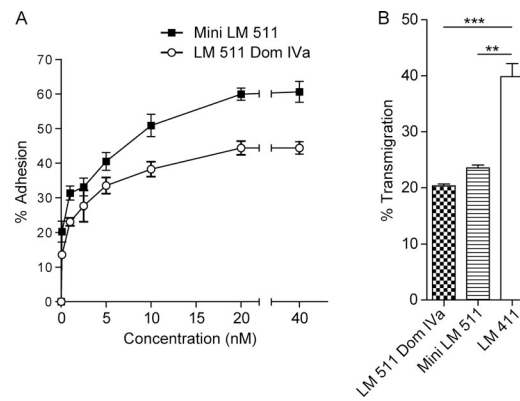 A
Mini LM 511
LM 511 Dom IVa
% Adhesion
70
60
50
40
30
20
10
0
0
5
10
15
20
40
Concentration (nM)
B
***
**
% Transmigration
50
40
30
20
10
0
LM 511 Dom IVa
Mini LM 511
LM 411